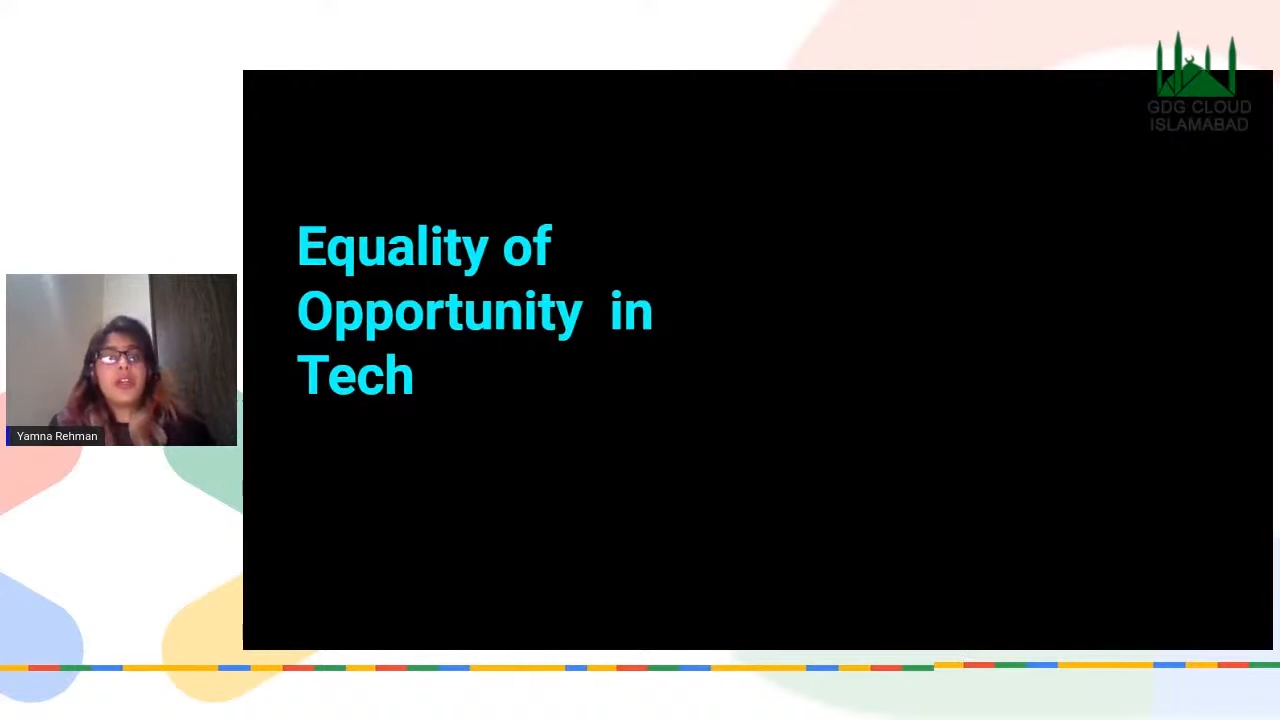 GDG CLOUD
ISLAMABAD
Equality of
Opportunity  in
Tech
Yamna Rehman